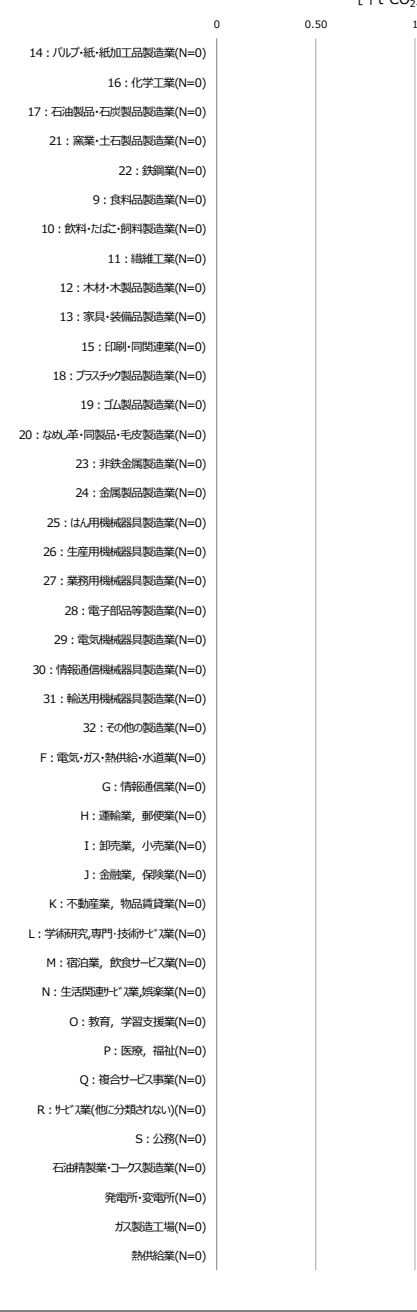 [千t-CO₂
0 0.50 1
14：パルプ・紙・紙加工品製造業(N=0)
16：化学工業(N=0)
17：石油製品・石炭製品製造業(N=0)
21：窯業・土石製品製造業(N=0)
22：鉄鋼業(N=0)
9：食料品製造業(N=0)
10：飲料・たばこ・飼料製造業(N=0)
11：繊維工業(N=0)
12：木材・木製品製造業(N=0)
13：家具・装備品製造業(N=0)
15：印刷・同関連業(N=0)
18：プラスチック製品製造業(N=0)
19：ゴム製品製造業(N=0)
20：なめし革・同製品・毛皮製造業(N=0)
23：非鉄金属製造業(N=0)
24：金属製品製造業(N=0)
25：はん用機械器具製造業(N=0)
26：生産用機械器具製造業(N=0)
27：業務用機械器具製造業(N=0)
28：電子部品等製造業(N=0)
29：電気機械器具製造業(N=0)
30：情報通信機械器具製造業(N=0)
31：輸送用機械器具製造業(N=0)
32：その他の製造業(N=0)
F：電気・ガス・熱供給・水道業(N=0)
G：情報通信業(N=0)
H：運輸業，郵便業(N=0)
I：卸売業，小売業(N=0)
J：金融業，保険業(N=0)
K：不動産業，物品賃貸業(N=0)
L：学術研究,専門・技術ｻｰﾋﾞｽ業(N=0)
M：宿泊業，飲食サービス業(N=0)
N：生活関連ｻｰﾋﾞｽ業,娯楽業(N=0)
O：教育，学習支援業(N=0)
P：医療，福祉(N=0)
Q：複合サービス事業(N=0)
R：ｻｰﾋﾞｽ業(他に分類されない)(N=0)
S：公務(N=0)
石油精製業・コークス製造業(N=0)
発電所・変電所(N=0)
ガス製造工場(N=0)
熱供給業(N=0)